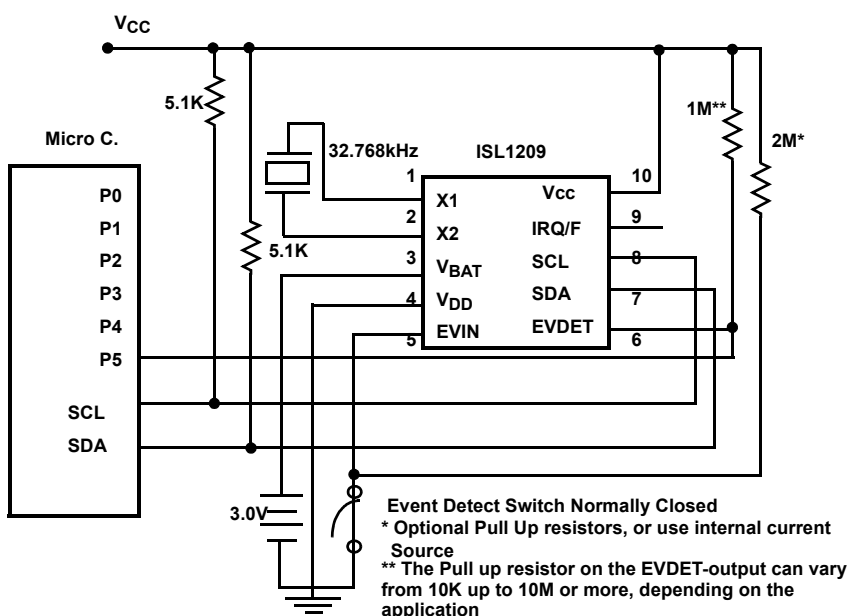 VCC
5.1K
1M**
2M*
Micro C.
32.768kHz
ISL1209
P0
P1
P2
P3
P4
P5
SCL
SDA
5.1K
1
2
3
4
5
X1
X2
VBAT
VDD
EVIN
Vcc
IRQ/F
SCL
SDA
EVDET
10
9
8
7
6
3.0V
Event Detect Switch Normally Closed
* Optional Pull Up resistors, or use internal current
Source
** The Pull up resistor on the EVDET-output can vary
from 10K up to 10M or more, depending on the
application